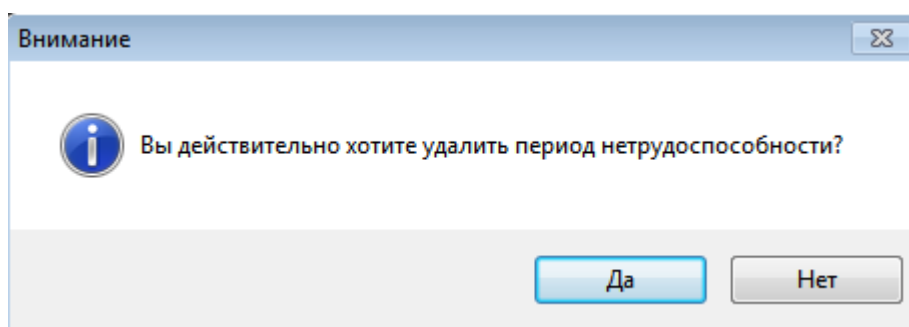 Внимание
Вы действительно хотите удалить период нетрудоспособности?
Да
Нет